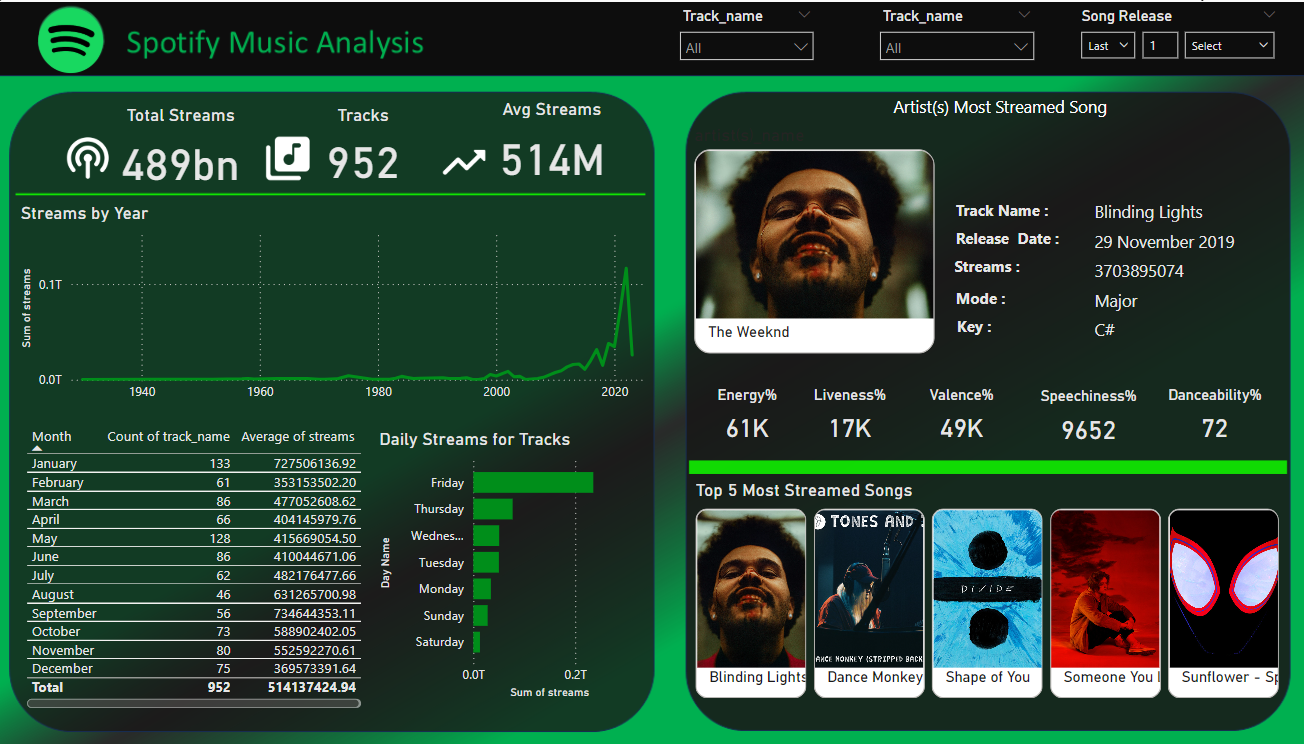 Spotify Music Analysis
Track_name
All
Track_name
All
Song Release
Last
1
Select
Total Streams
489bn
Tracks
952
Avg Streams
514M
Streams by Year
Sum of streams
0.1T
0.0T
1940 1960 1980 2000 2020
Month Count of track_name Average of streams
January 133 727506136.92
February 61 353153502.20
March 86 477052608.62
April 66 404145979.76
May 128 415669054.50
June 86 410044671.06
July 62 482176477.66
August 46 631265700.98
September 56 734644353.11
October 73 588902402.05
November 80 552592270.61
December 75 369573391.64
Total 952 514137424.94
Daily Streams for Tracks
Day Name
Friday
Thursday
Wednes...
Tuesday
Monday
Sunday
Saturday
0.0T 0.2T
Sum of streams
Artist(s) Most Streamed Song
The Weeknd
Track Name : Blinding Lights
Release Date : 29 November 2019
Streams : 3703895074
Mode : Major
Key : C#
Energy% Liveness% Valence% Speechiness% Danceability%
61K 17K 49K 9652 72
Top 5 Most Streamed Songs
TONES AND
DIVIDE
ANCE MONKEY (STRIPPED BACK
Blinding Lights
Dance Monkey
Shape of You
Someone You l
Sunflower - Sp